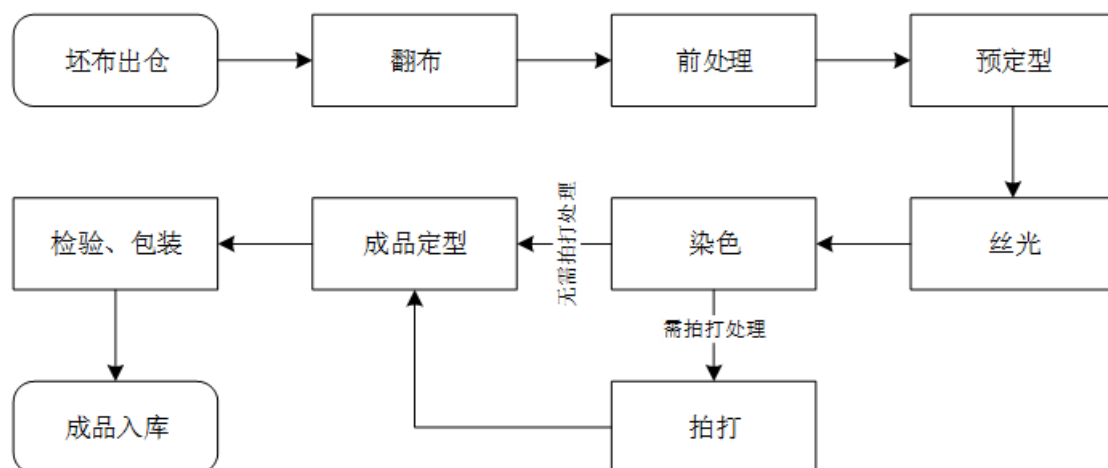 坯布出仓
翻布
前处理
预定型
检验、包装
成品定型
无需拍打处理
染色
丝光
需拍打处理
成品入库
拍打